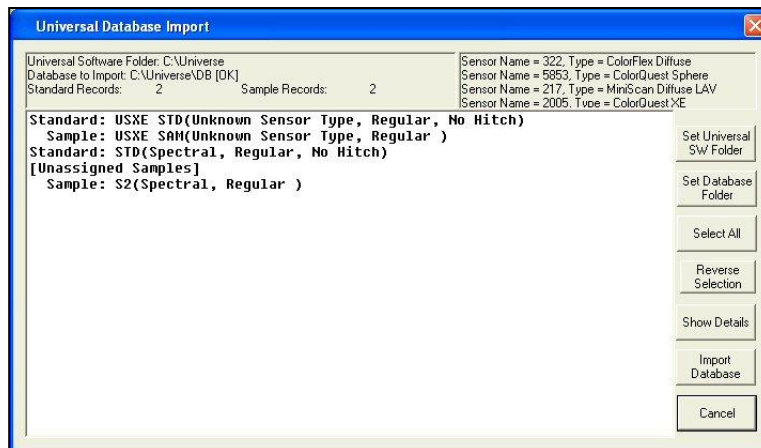 Universal Database Import
Universal Software Folder: C:\Universe
Database to Import: C:\Universe\DB [OK]
Standard Records: 2 Sample Records: 2
Sensor Name = 322, Type = ColorFlex Diffuse
Sensor Name = 5853, Type = ColorQuest Sphere
Sensor Name = 217, Type = MiniScan Diffuse LAV
Sensor Name = 2005, Type = ColorQuest XE
Standard: USXE STD(Unknown Sensor Type, Regular, No Hitch)
Sample: USXE SAM(Unknown Sensor Type, Regular )
Standard: STD(Spectral, Regular, No Hitch)
[Unassigned Samples]
Sample: S2(Spectral, Regular )
Set Universal
SW Folder
Set Database
Folder
Select All
Reverse
Selection
Show Details
Import
Database
Cancel